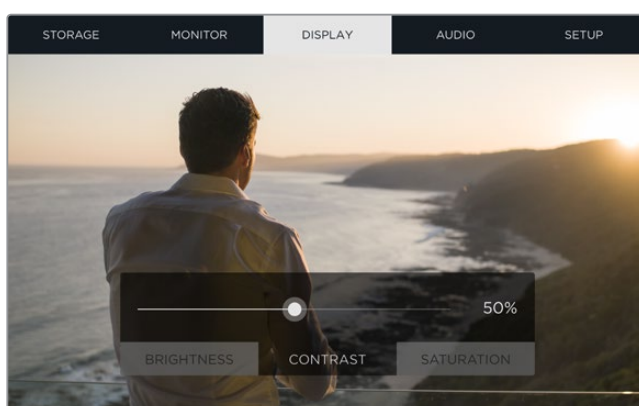 STORAGE MONITOR DISPLAY AUDIO SETUP
50%
BRIGHTNESS CONTRAST SATURATION